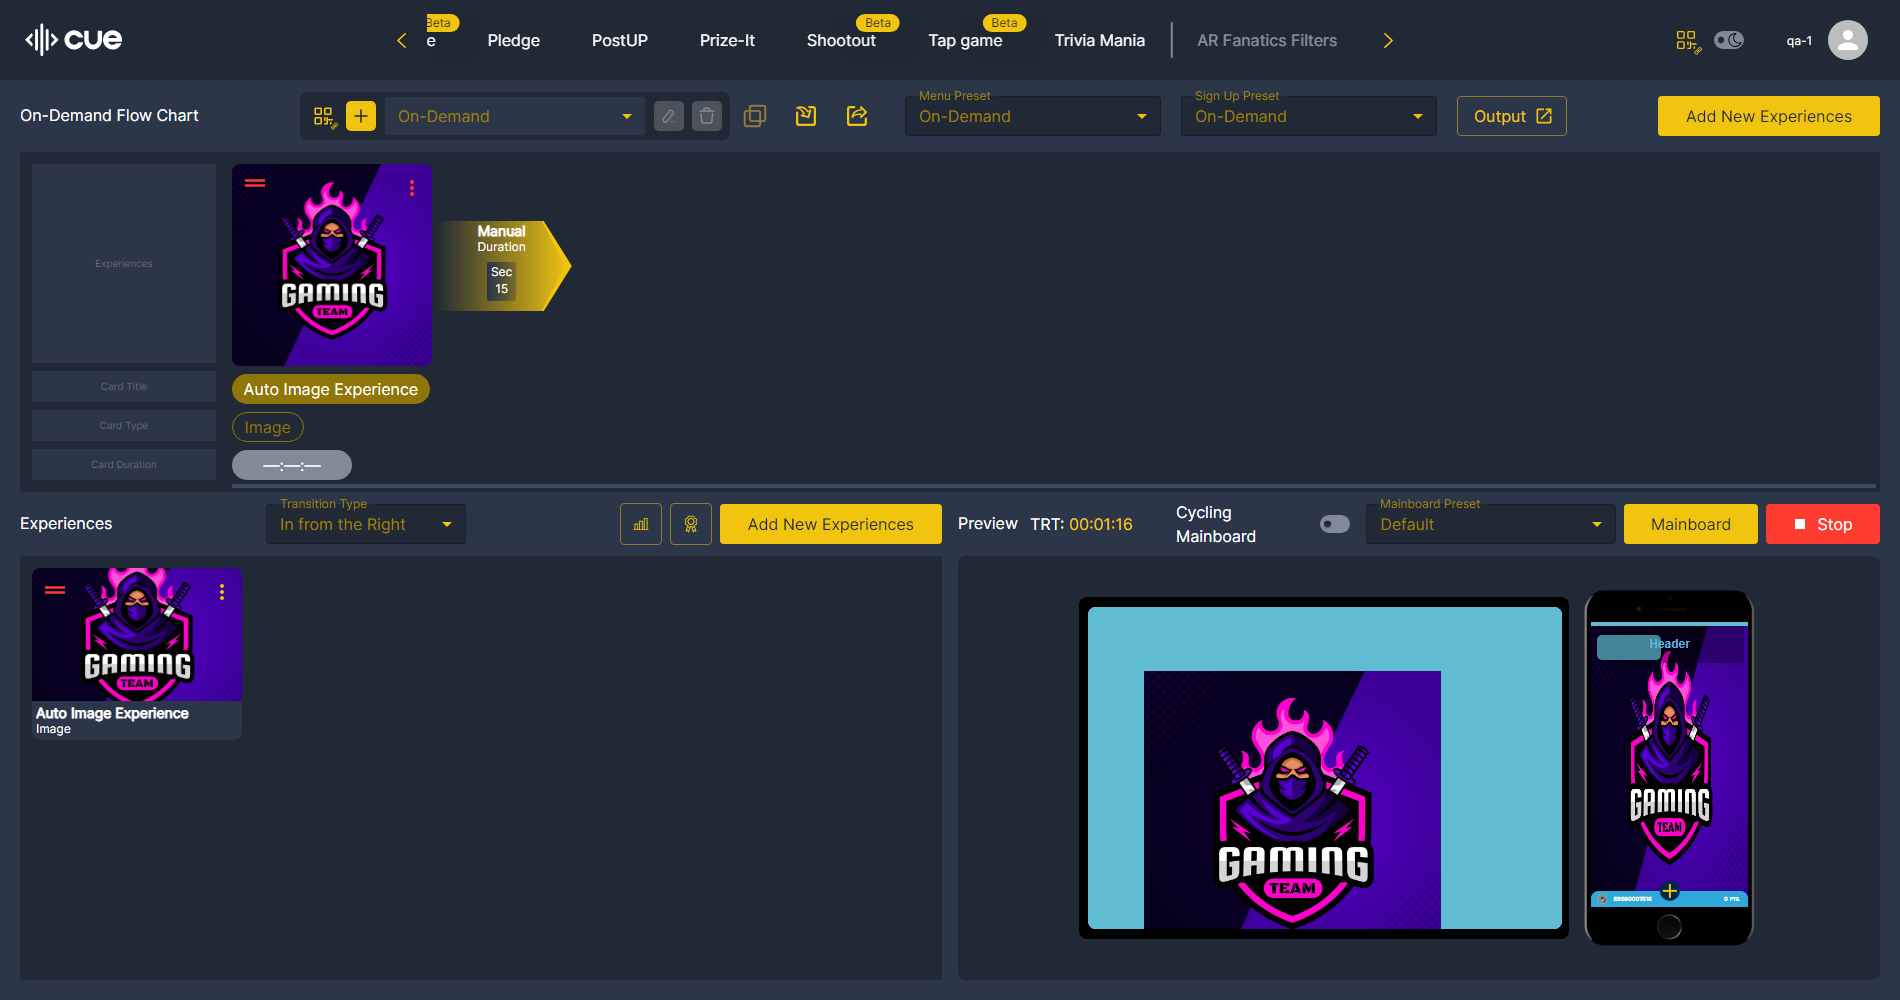 cue
Beta
e
Pledge
PostUP
Prize-It
Shootout
Beta
Tap game
Beta
Trivia Mania
AR Fanatics Filters
qa-1
On-Demand Flow Chart
On-Demand
Menu Preset
On-Demand
Sign Up Preset
On-Demand
Output
Add New Experiences
Experiences
GAMING
TEAM
Manual
Duration
Sec
15
Card Title
Auto Image Experience
Card Type
Image
Card Duration
—:—:—
Experiences
Transition Type
In from the Right
Add New Experiences
Preview
TRT: 00:01:16
Cycling
Mainboard
Mainboard Preset
Default
Mainboard
Stop
GAMING
TEAM
Auto Image Experience
Image
GAMING
TEAM
Header
GAMING
TEAM
0 PTS.